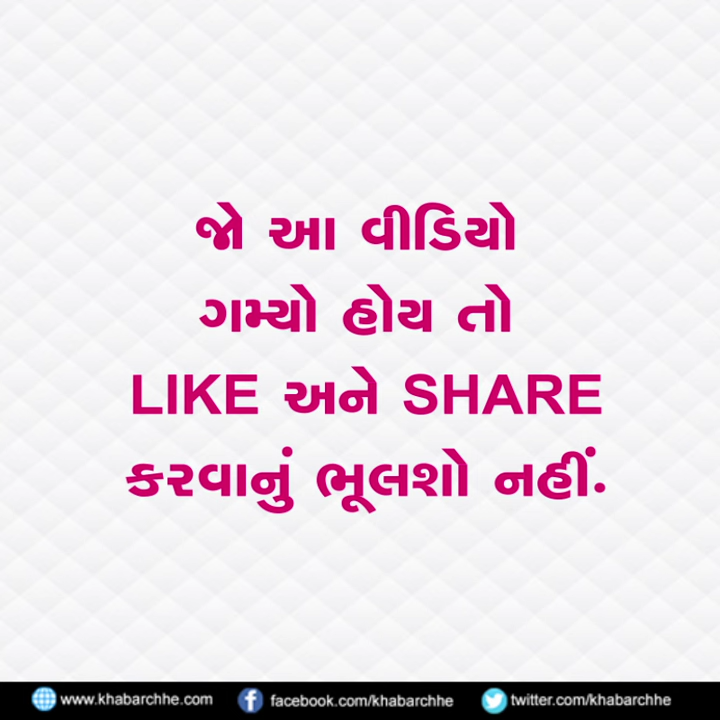 જો આ વીડિયો
ગમ્યો હોય તો
LIKE અને SHARE
કરવાનું ભૂલશો નહીં.
www.khabarchhe.com facebook.com/khabarchhe twitter.com/khabarchhe